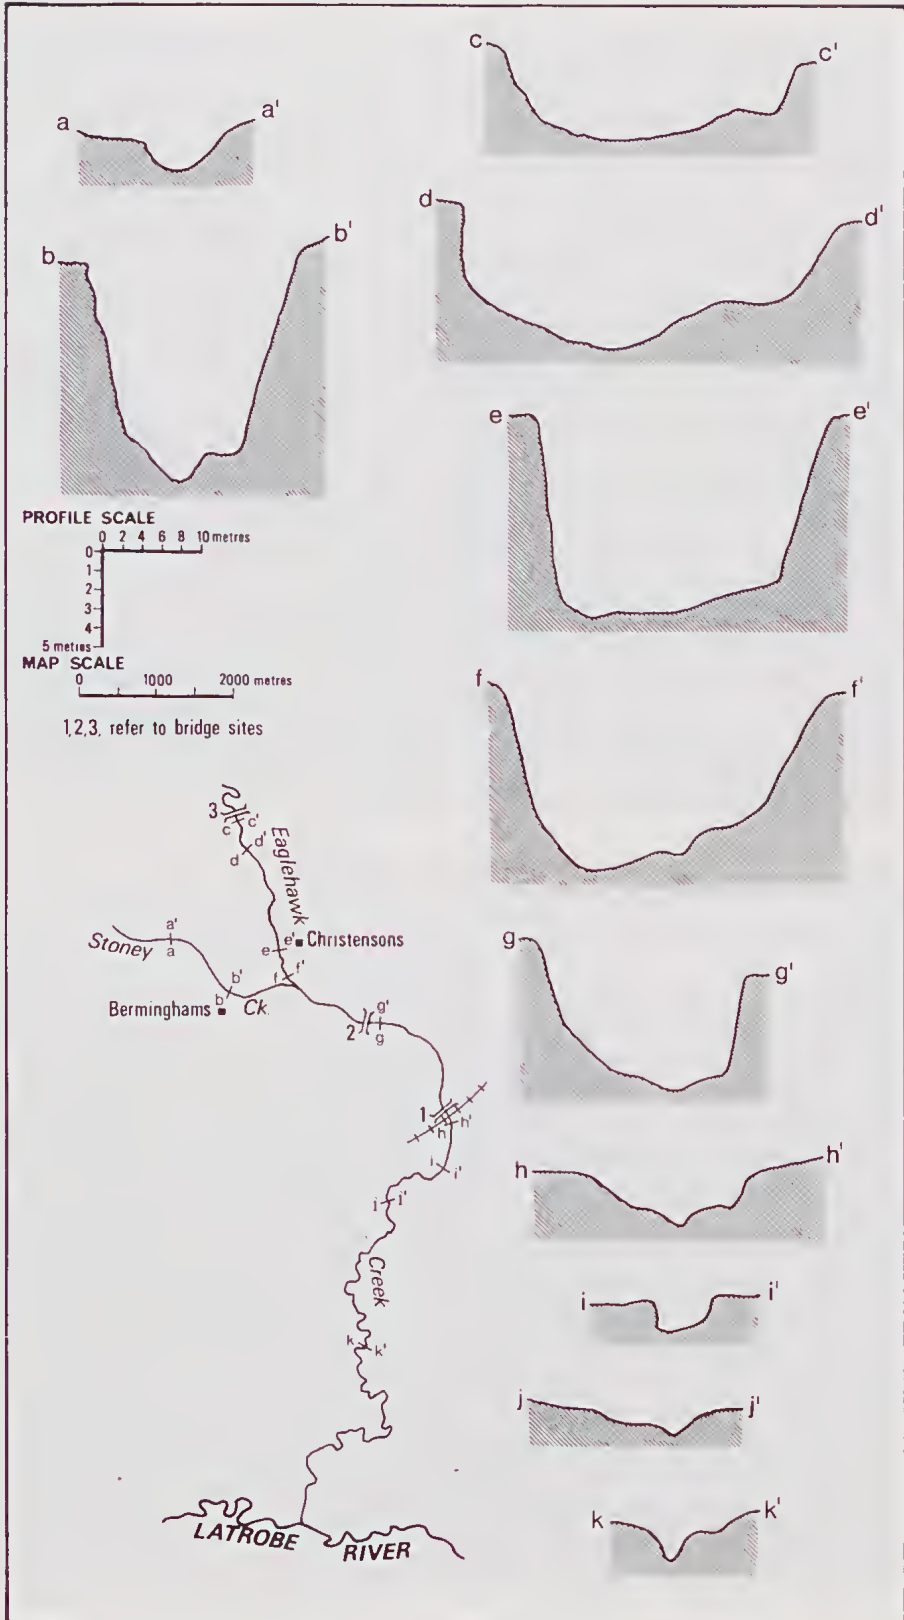 c
c'
a
a'
d
d'
b
b'
e
e'
PROFILE SCALE
0 2 4 6 8 10 metres
0
1
2
3
4
5 metres
MAP SCALE
0 1000 2000 metres
1,2,3, refer to bridge sites
f
f'
3
c
c'
d
d'
Eaglehawk
a'
a
Stoney
e
e'
Christensons
b'
b
f
f'
Berminghams
Ck.
g'
g
2
g
g'
1
h
h'
i
i'
i
i'
Creek
k
k'
h
h'
i
i'
j
j'
k
k'
LATROBE RIVER